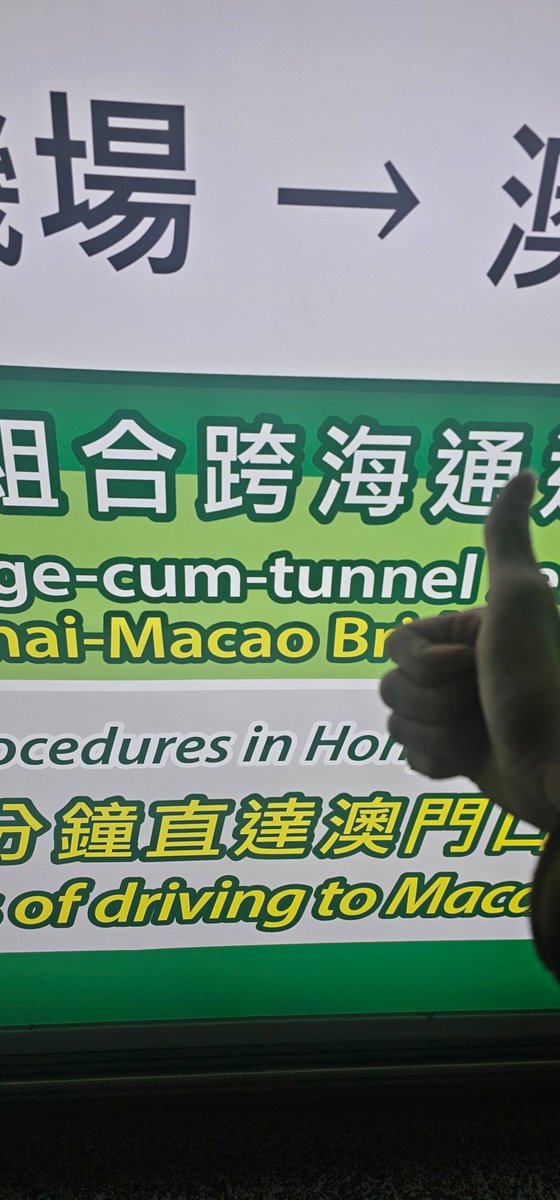 場 → 澳
組合跨海通
ge-cum-tunnel
hai-Macao Bri
ocedures in Hon
分鐘直達澳門口
s of driving to Maca